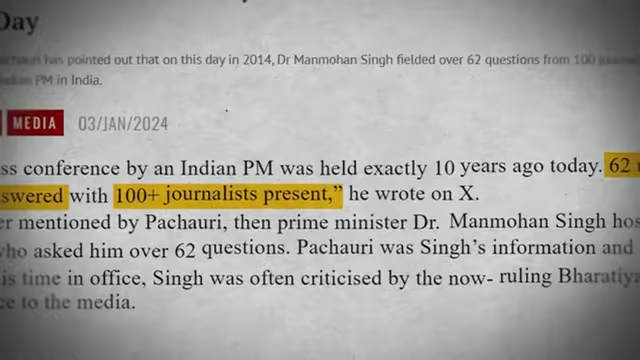 Day
has pointed out that on this day in 2014, Dr Manmohan Singh fielded over 62 questions from 100
PM in India.
MEDIA 03/JAN/2024
ss conference by an Indian PM was held exactly 10 years ago today. 62
swered with 100+ journalists present,” he wrote on X.
er mentioned by Pachauri, then prime minister Dr. Manmohan Singh hos
who asked him over 62 questions. Pachauri was Singh’s information and
is time in office, Singh was often criticised by the now- ruling Bharatiya
ce to the media.